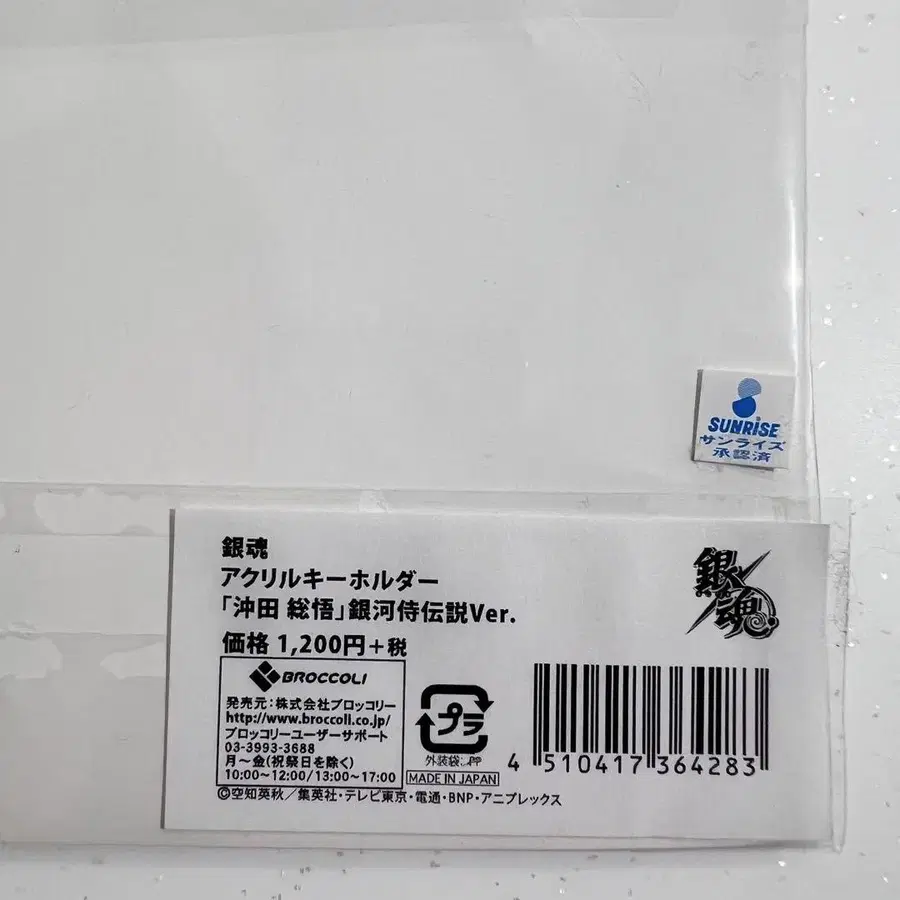 SUNRISE
サンライズ
承認済
銀魂
アクリルキーホルダー
「沖田 総悟」銀河侍伝説Ver.
価格 1,200円+税
銀魂
BROCCOLI
発売元:株式会社ブロッコリー
http://www.broccoli.co.jp/
ブロッコリーユーザーサポート
03-3993-3688
月~金(祝祭日を除く)
10:00~12:00/13:00~17:00
プラ
外装袋:PP
MADE IN JAPAN
4 510417 364283
©空知英秋/集英社・テレビ東京・電通・BNP・アニプレックス